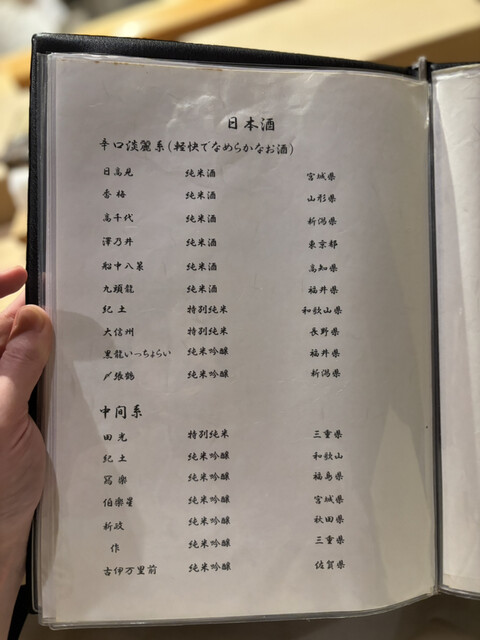 日本酒
辛口淡麗系(軽快でなめらかなお酒)
日高見 純米酒 宮城県
香梅 純米酒 山形県
高千代 純米酒 新潟県
澤乃井 純米酒 東京都
船中八策 純米酒 高知県
九頭龍 純米酒 福井県
紀土 特別純米 和歌山県
大信州 特別純米 長野県
黒龍いっちょらい 純米吟醸 福井県
〆張鶴 純米吟醸 新潟県
中间系
田光 特別純米 三重県
紀土 純米吟醸 和歌山
冩樂 純米吟醸 福島県
伯楽星 純米吟醸 宮城県
新政 純米吟醸 秋田県
作 純米吟醸 三重県
古伊万里前 純米吟醸 佐賀県